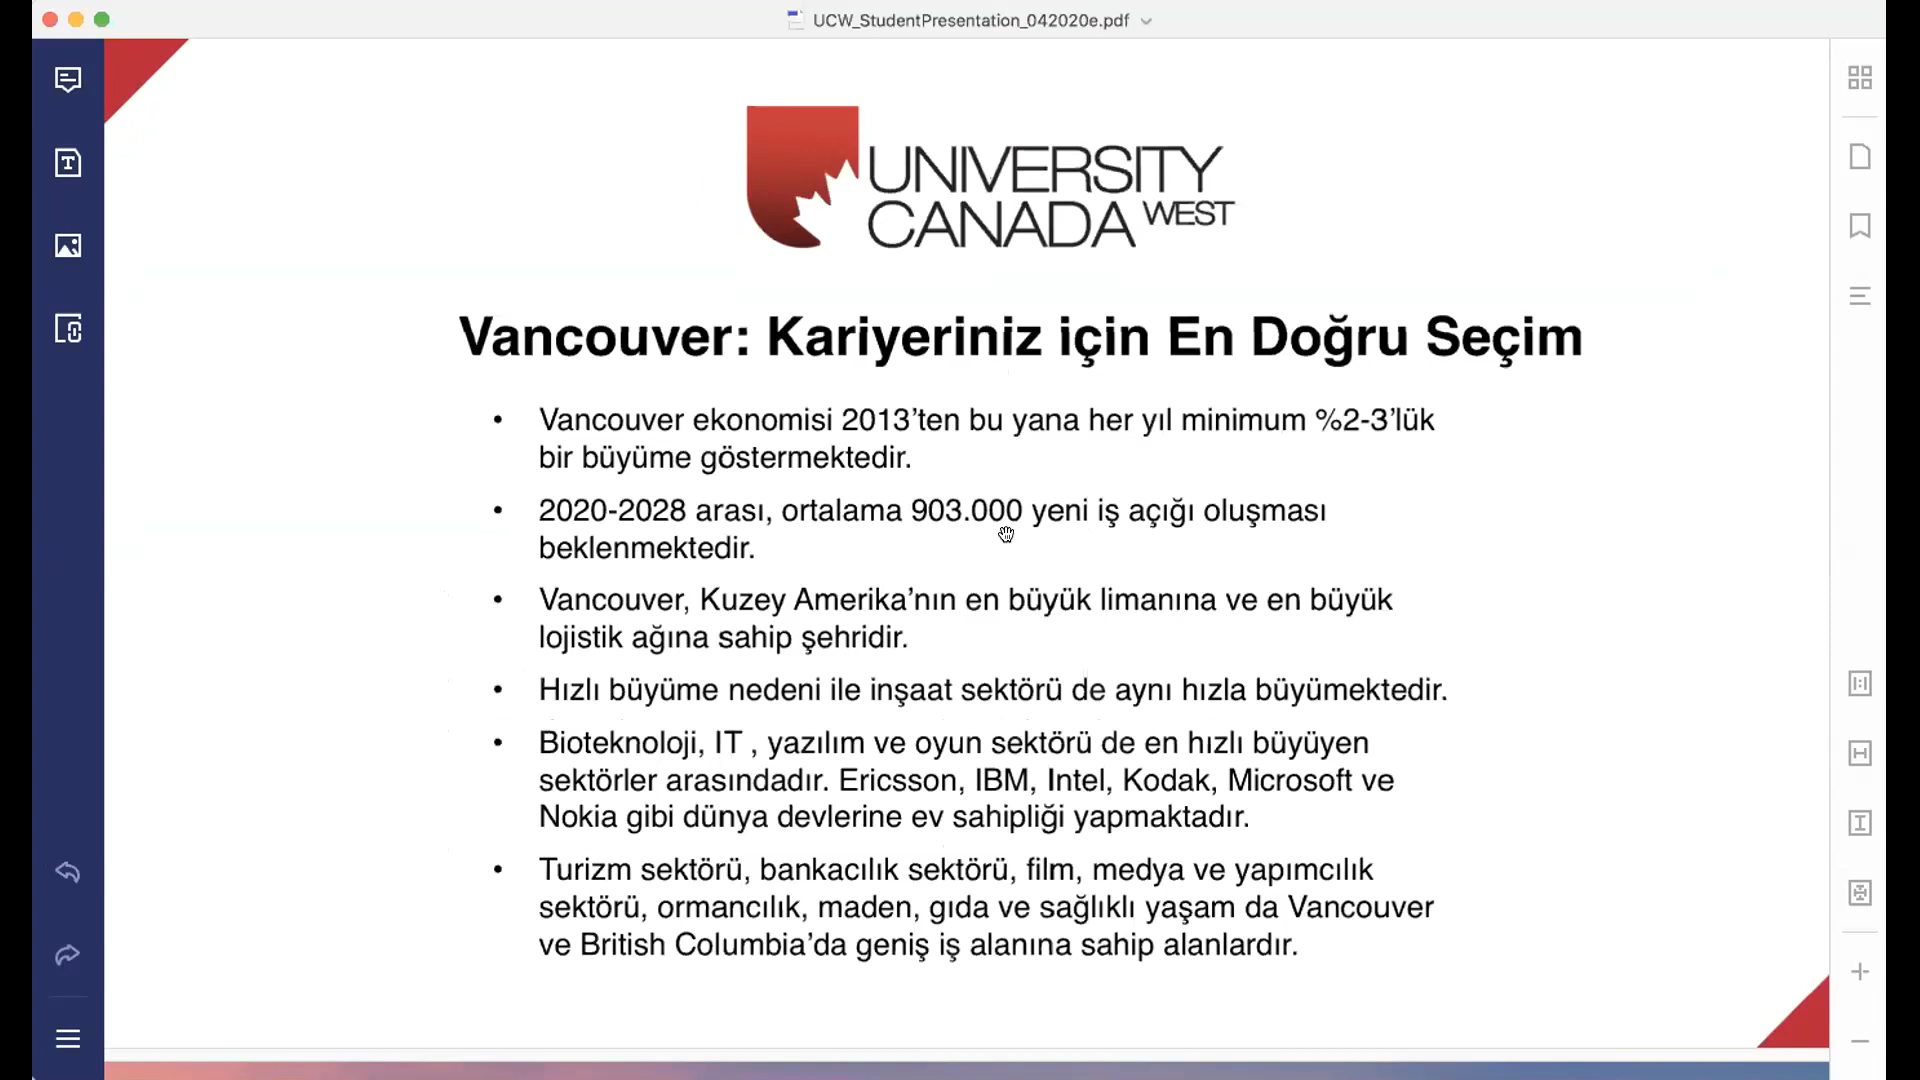 UCW_StudentPresentation_042020e.pdf
UNIVERSITY
CANADA WEST
Vancouver: Kariyeriniz için En Doğru Seçim
• Vancouver ekonomisi 2013’ten bu yana her yıl minimum %2-3’lük
bir büyüme göstermektedir.
• 2020-2028 arası, ortalama 903.000 yeni iş açığı oluşması
beklenmektedir.
• Vancouver, Kuzey Amerika’nın en büyük limanına ve en büyük
lojistik ağına sahip şehridir.
• Hızlı büyüme nedeni ile inşaat sektörü de aynı hızla büyümektedir.
• Bioteknoloji, IT , yazılım ve oyun sektörü de en hızlı büyüyen
sektörler arasındadır. Ericsson, IBM, Intel, Kodak, Microsoft ve
Nokia gibi dünya devlerine ev sahipliği yapmaktadır.
• Turizm sektörü, bankacılık sektörü, film, medya ve yapımcılık
sektörü, ormancılık, maden, gıda ve sağlıklı yaşam da Vancouver
ve British Columbia’da geniş iş alanına sahip alanlardır.